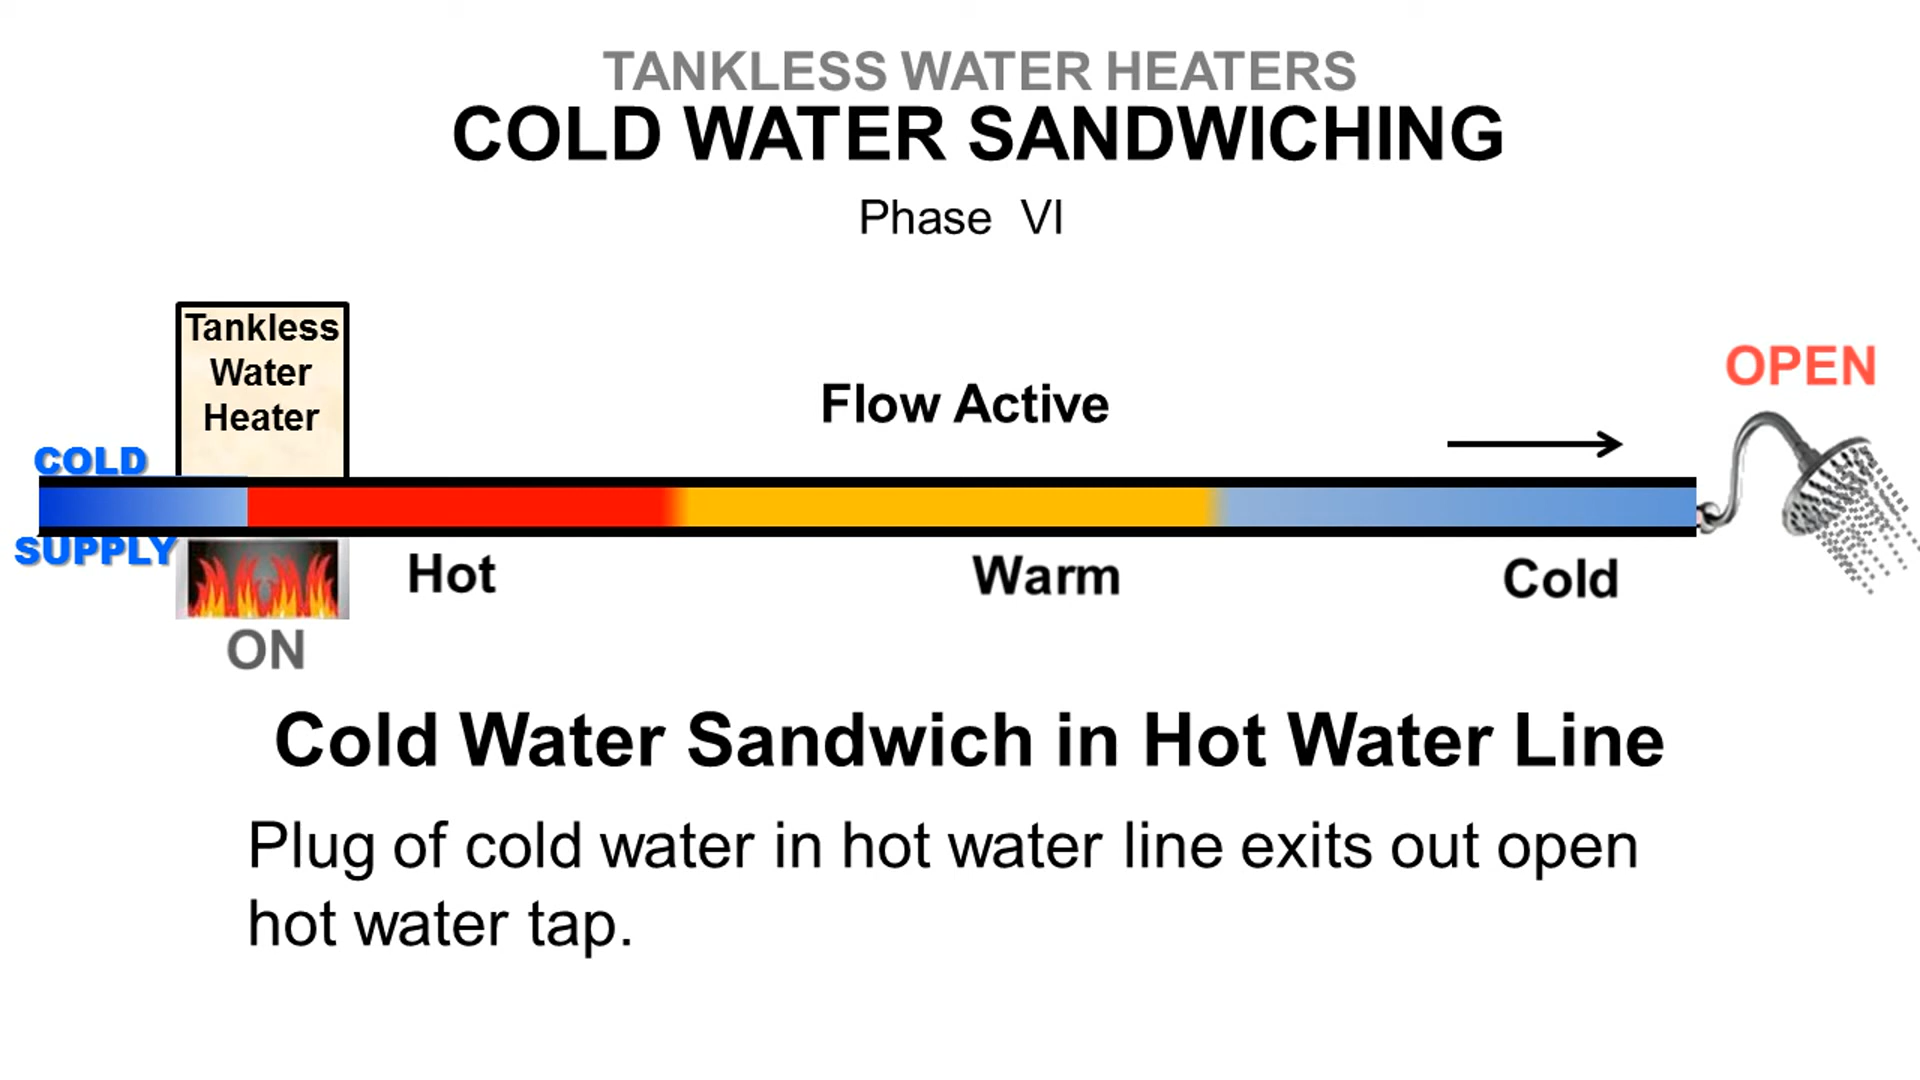 TANKLESS WATER HEATERS
COLD WATER SANDWICHING
Phase VI
Tankless
Water
Heater
Flow Active
OPEN
COLD
SUPPLY
Hot
Warm
Cold
ON
Cold Water Sandwich in Hot Water Line
Plug of cold water in hot water line exits out open
hot water tap.